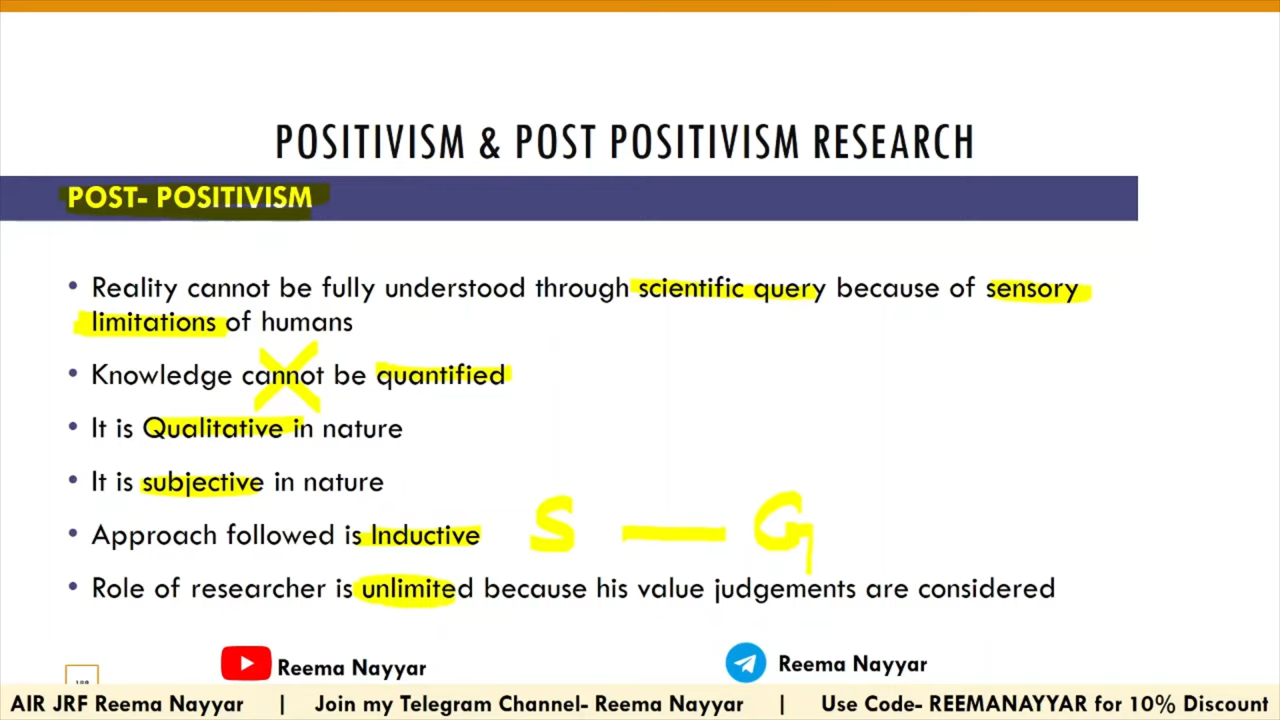 POSITIVISM & POST POSITIVISM RESEARCH
POST- POSITIVISM
• Reality cannot be fully understood through scientific query because of sensory
limitations of humans
• Knowledge cannot be quantified
• It is Qualitative in nature
• It is subjective in nature
• Approach followed is Inductive S — G
• Role of researcher is unlimited because his value judgements are considered
Reema Nayyar Reema Nayyar
AIR JRF Reema Nayyar | Join my Telegram Channel- Reema Nayyar | Use Code- REEMANAYYAR for 10% Discount